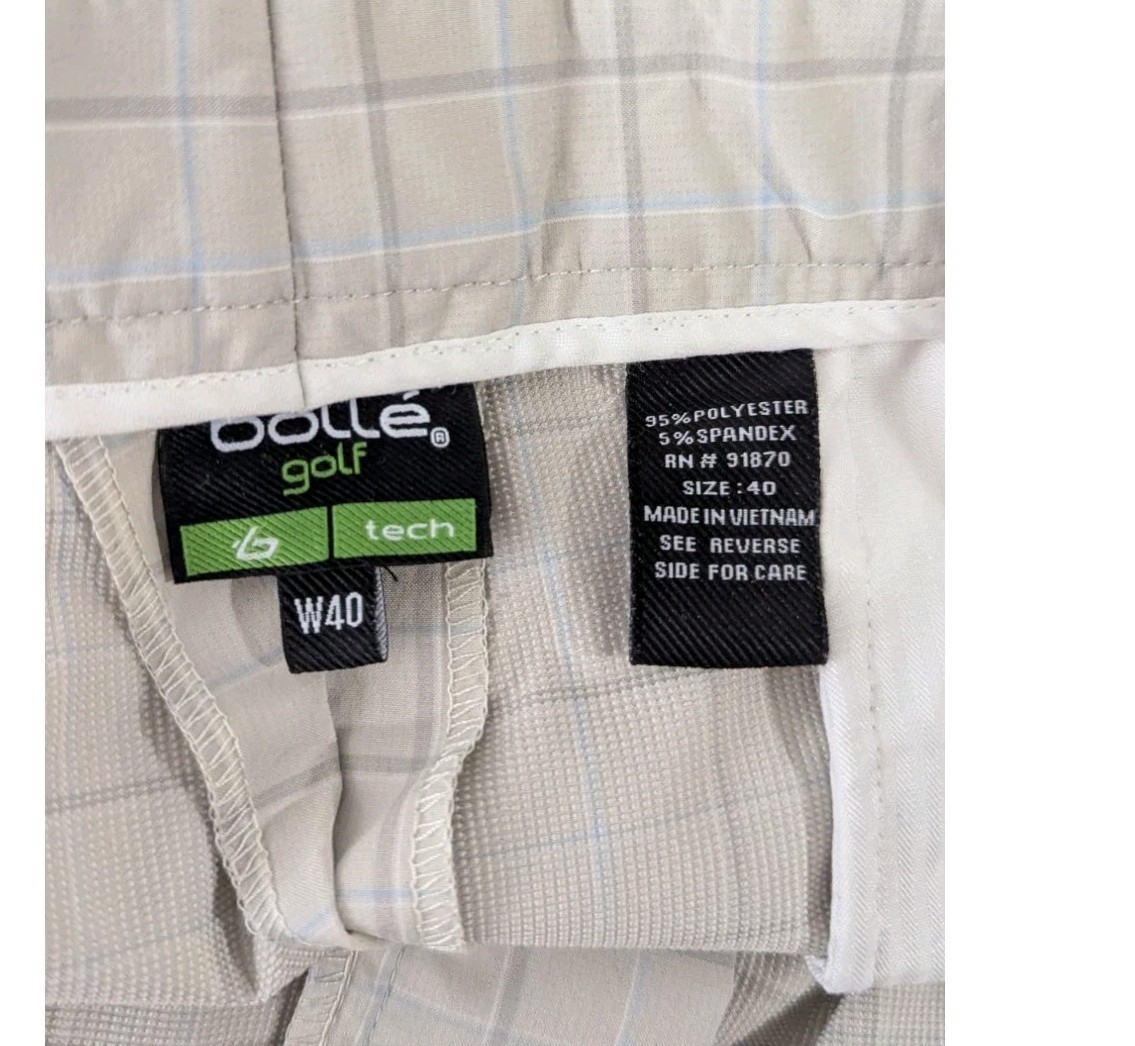 bollé®
golf
b tech
W40
95% POLYESTER
5% SPANDEX
RN # 91870
SIZE : 40
MADE IN VIETNAM
SEE REVERSE
SIDE FOR CARE